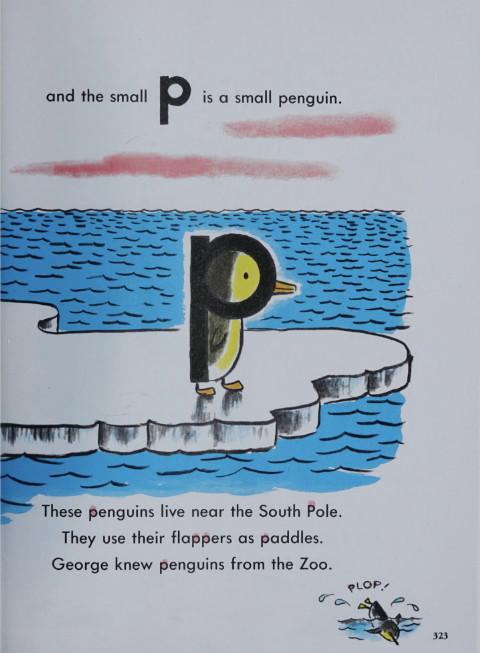 and the small p is a small penguin.
p
These penguins live near the South Pole.
They use their flappers as paddles.
George knew penguins from the Zoo.
PLOP!
323